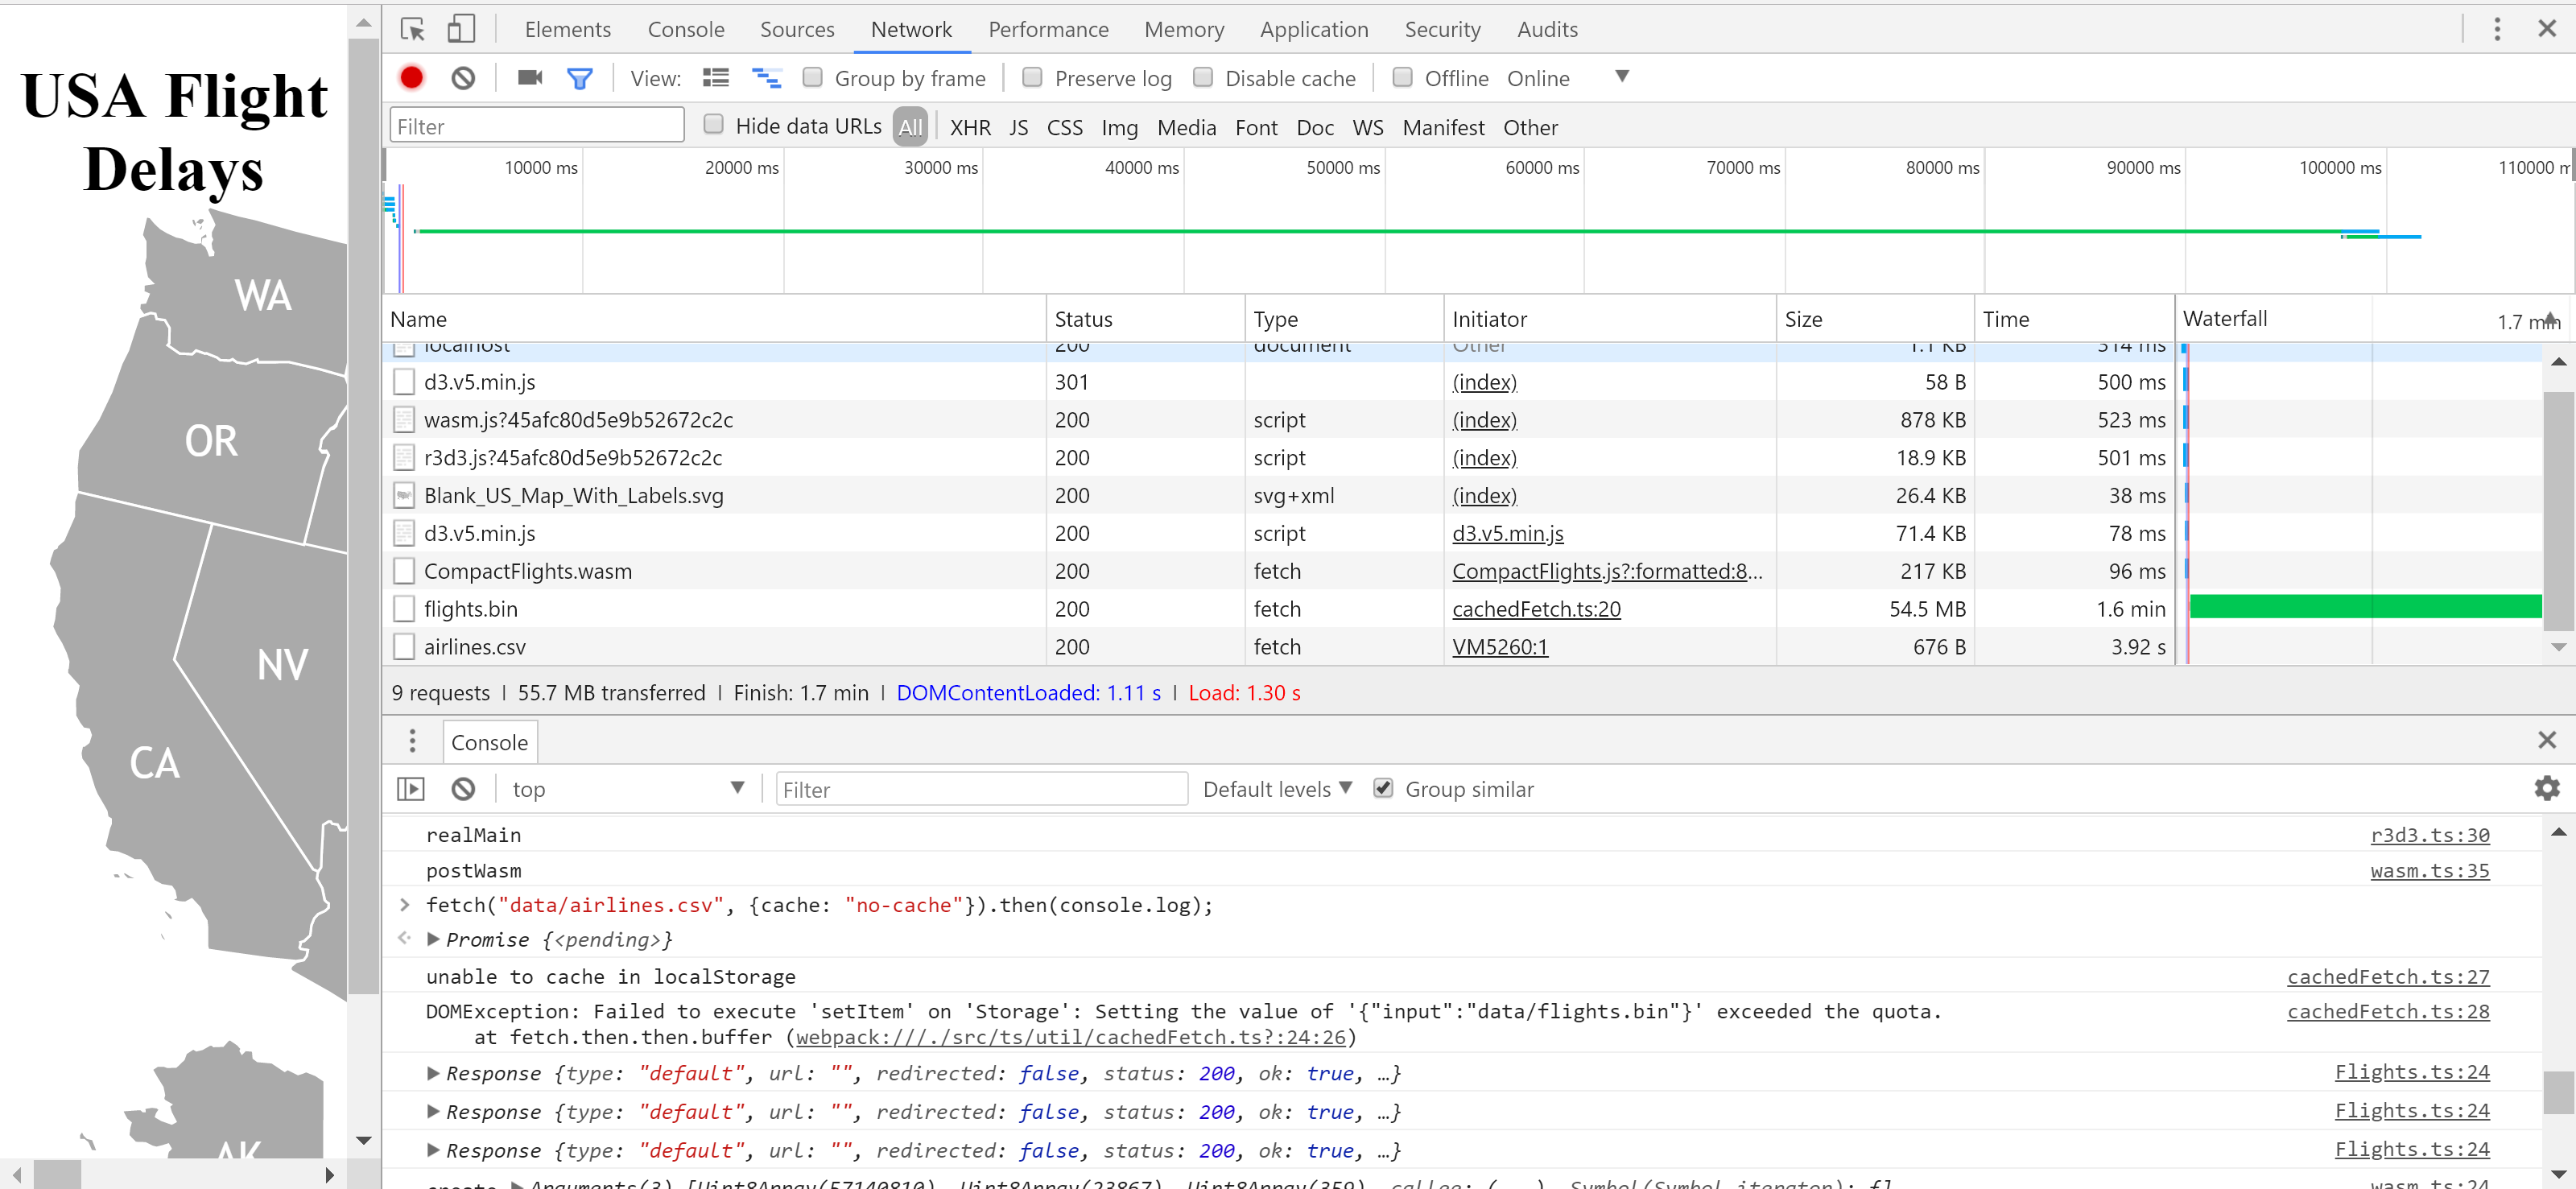 USA Flight
Delays
WA
OR
NV
CA
AK
Elements Console Sources Network Performance Memory Application Security Audits
View: Group by frame Preserve log Disable cache Offline Online
Filter Hide data URLs All XHR JS CSS Img Media Font Doc WS Manifest Other
10000 ms 20000 ms 30000 ms 40000 ms 50000 ms 60000 ms 70000 ms 80000 ms 90000 ms 100000 ms 110000 m
Name Status Type Initiator Size Time Waterfall 1.7 min
localhost 200 document Other 1.1 KB 314 ms
d3.v5.min.js 301 (index) 58 B 500 ms
wasm.js?45afc80d5e9b52672c2c 200 script (index) 878 KB 523 ms
r3d3.js?45afc80d5e9b52672c2c 200 script (index) 18.9 KB 501 ms
Blank_US_Map_With_Labels.svg 200 svg+xml (index) 26.4 KB 38 ms
d3.v5.min.js 200 script d3.v5.min.js 71.4 KB 78 ms
CompactFlights.wasm 200 fetch CompactFlights.js?:formatted:8... 217 KB 96 ms
flights.bin 200 fetch cachedFetch.ts:20 54.5 MB 1.6 min
airlines.csv 200 fetch VM5260:1 676 B 3.92 s
9 requests | 55.7 MB transferred | Finish: 1.7 min | DOMContentLoaded: 1.11 s | Load: 1.30 s
Console
top Filter Default levels Group similar
realMain r3d3.ts:30
postWasm wasm.ts:35
fetch("data/airlines.csv", {cache: "no-cache"}).then(console.log);
Promise {<pending>}
unable to cache in localStorage cachedFetch.ts:27
DOMException: Failed to execute 'setItem' on 'Storage': Setting the value of '{"input":"data/flights.bin"}' exceeded the quota. cachedFetch.ts:28
at fetch.then.then.buffer (webpack:///./src/ts/util/cachedFetch.ts?:24:26)
Response {type: "default", url: "", redirected: false, status: 200, ok: true, …} Flights.ts:24
Response {type: "default", url: "", redirected: false, status: 200, ok: true, …} Flights.ts:24
Response {type: "default", url: "", redirected: false, status: 200, ok: true, …} Flights.ts:24
create Arguments(3) [Uint8Array(57140810), Uint8Array(23867), Uint8Array(359), callee: (...), Symbol(Symbol.iterator): f] wasm.ts:24